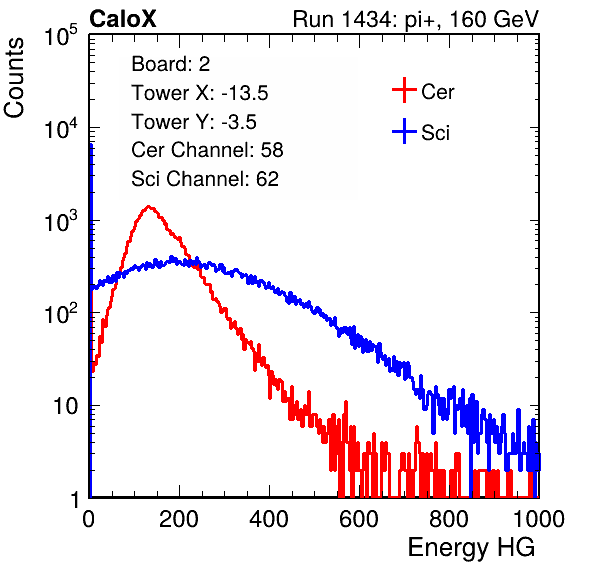 CaloX Run 1434: pi+, 160 GeV
Counts
Board: 2
Tower X: -13.5
Tower Y: -3.5
Cer Channel: 58
Sci Channel: 62
Cer
Sci
10^5
10^4
10^3
10^2
10
1
0 200 400 600 800 1000
Energy HG